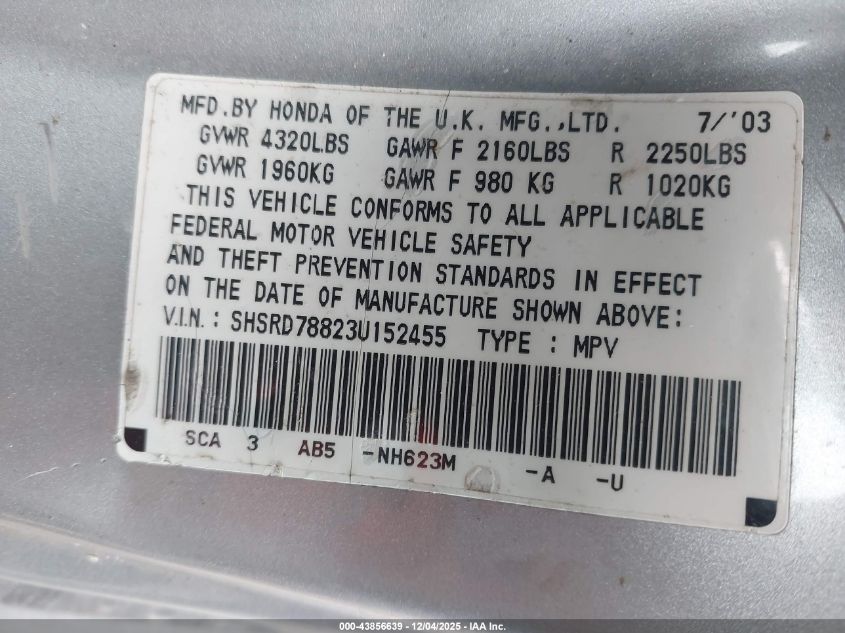 MFD.BY HONDA OF THE U.K. MFG.,LTD. 7/'03
GVWR 4320LBS GAWR F 2160LBS R 2250LBS
GVWR 1960KG GAWR F 980 KG R 1020KG
THIS VEHICLE CONFORMS TO ALL APPLICABLE
FEDERAL MOTOR VEHICLE SAFETY
AND THEFT PREVENTION STANDARDS IN EFFECT
ON THE DATE OF MANUFACTURE SHOWN ABOVE:
V.I.N. : SHSRD78823U152455 TYPE : MPV
SCA 3 AB5 -NH623M -A -U
000-43856639 - 12/04/2025 - IAA Inc.